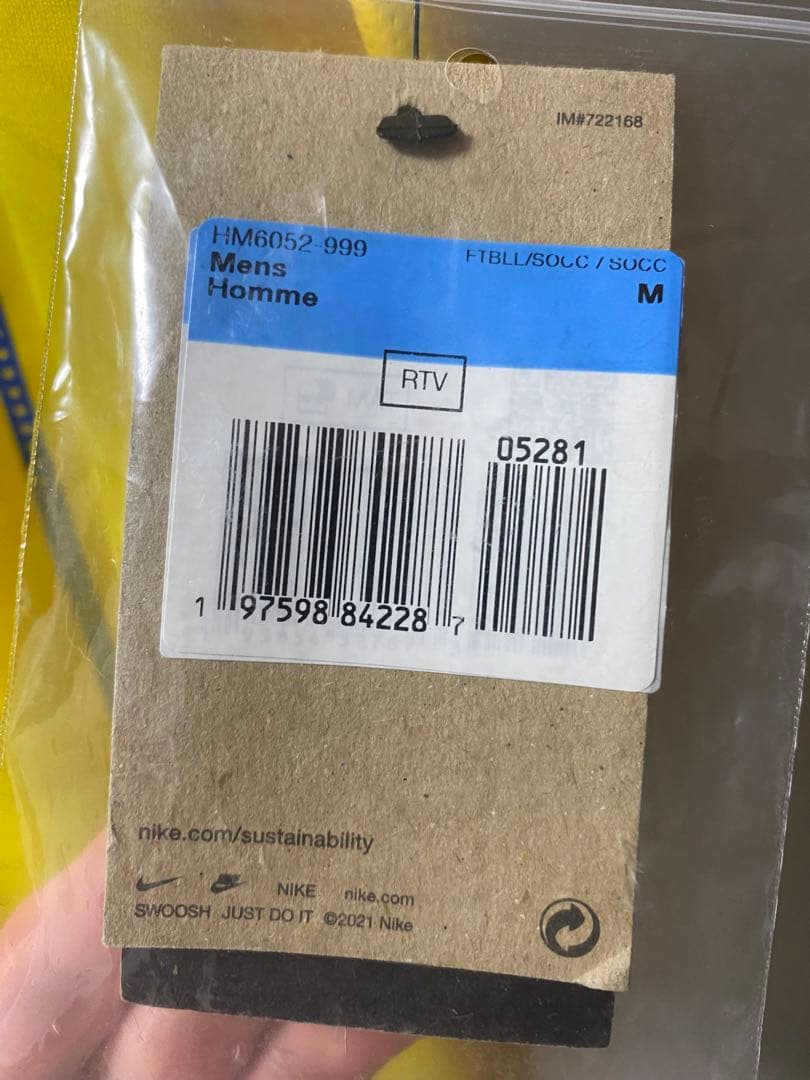 IM#722168
HM6052-999
FTBLL/SOCC / SOCC
Mens
Homme
M
RTV
05281
1 97598 84228 7
nike.com/sustainability
NIKE nike.com
SWOOSH JUST DO IT ©2021 Nike